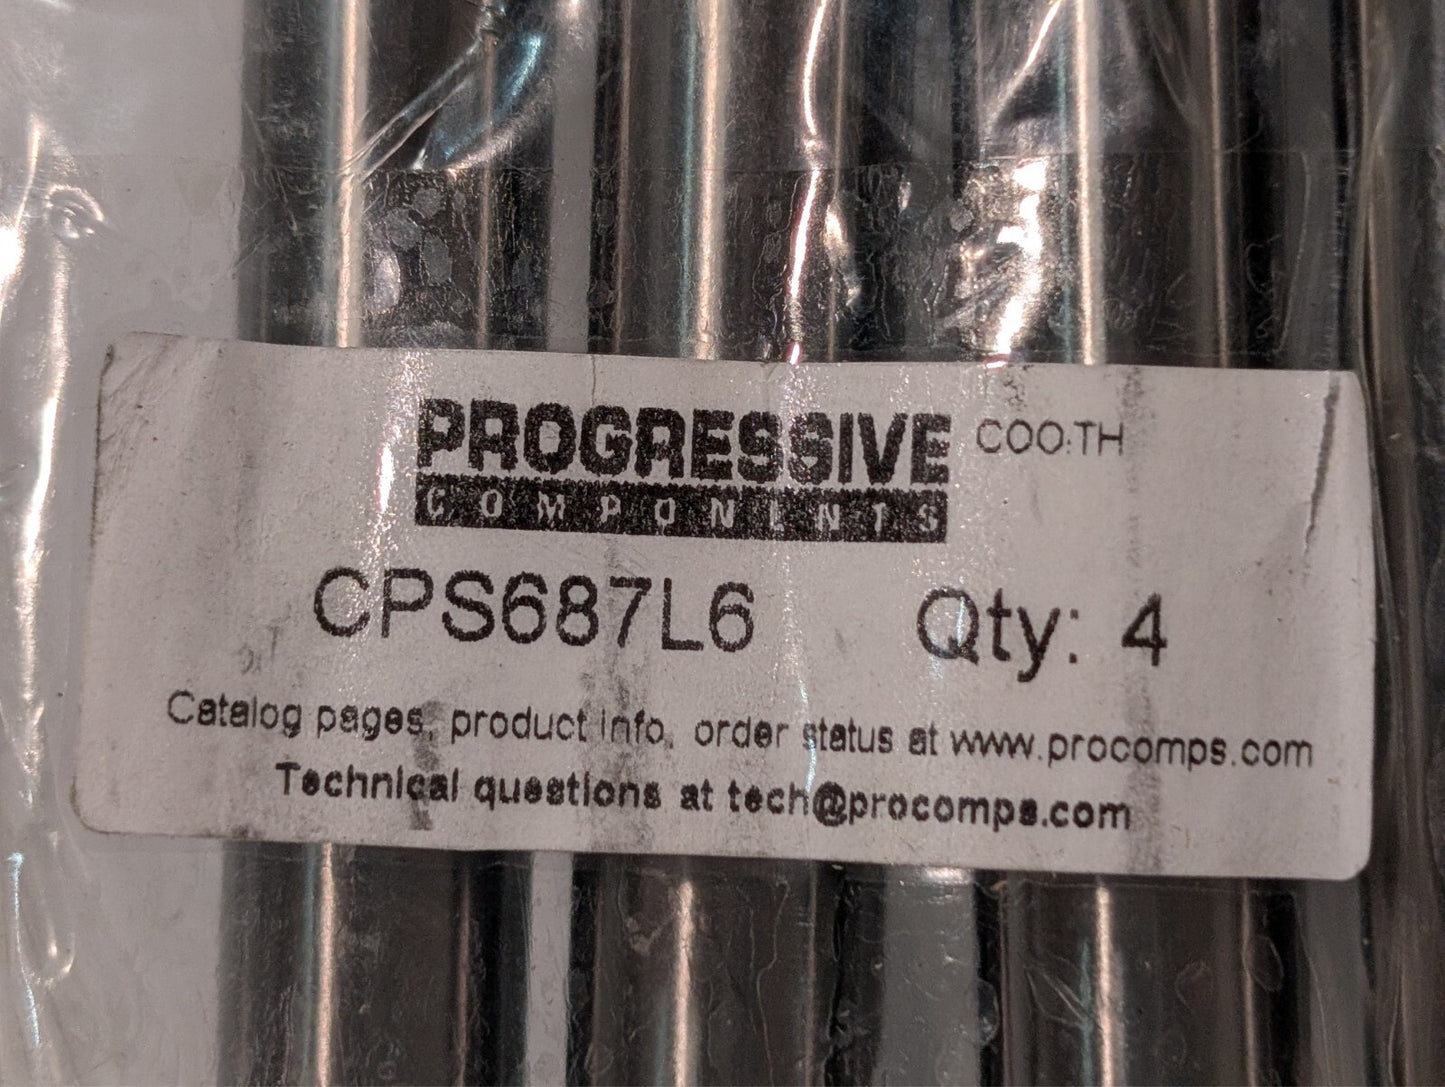 PROGRESSIVE COO:TH
COMPONENTS
CPS687L6 Qty: 4
Catalog pages, product info, order status at www.procomps.com
Technical questions at tech@procomps.com